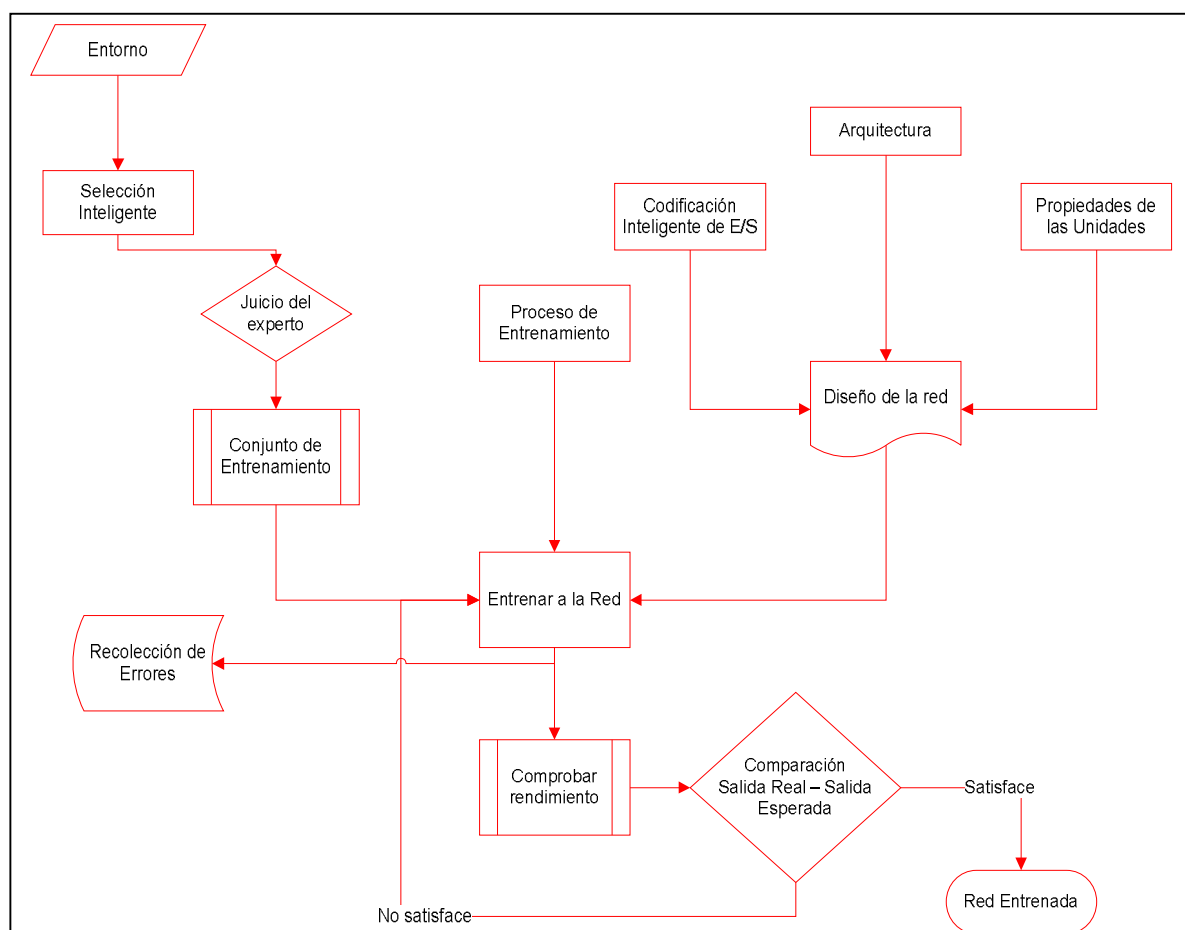 Entorno
Arquitectura
Selección
Inteligente
Codificación
Inteligente de E/S
Propiedades de
las Unidades
Juicio del
experto
Proceso de
Entrenamiento
Diseño de la red
Conjunto de
Entrenamiento
Entrenar a la Red
Recolección de
Errores
Comprobar
rendimiento
Comparación
Salida Real – Salida
Esperada
Satisface
Red Entrenada
No satisface